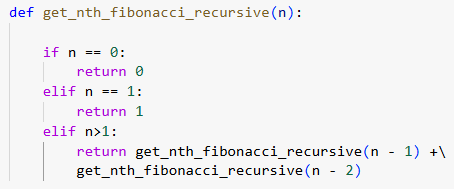 def get_nth_fibonacci_recursive(n):
    if n == 0:
        return 0
    elif n == 1:
        return 1
    elif n>1:
        return get_nth_fibonacci_recursive(n - 1) +\
        get_nth_fibonacci_recursive(n - 2)